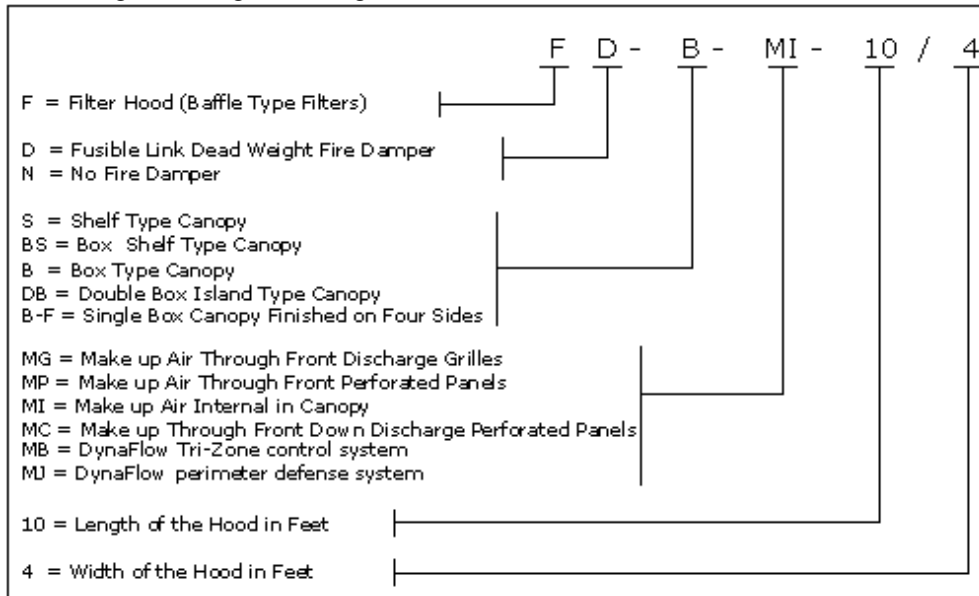 F D - B - MI - 10 / 4
F = Filter Hood (Baffle Type Filters)
D = Fusible Link Dead Weight Fire Damper
N = No Fire Damper
S = Shelf Type Canopy
BS = Box Shelf Type Canopy
B = Box Type Canopy
DB = Double Box Island Type Canopy
B-F = Single Box Canopy Finished on Four Sides
MG = Make up Air Through Front Discharge Grilles
MP = Make up Air Through Front Perforated Panels
MI = Make up Air Internal in Canopy
MC = Make up Through Front Down Discharge Perforated Panels
MB = DynaFlow Tri-Zone control system
MJ = DynaFlow perimeter defense system
10 = Length of the Hood in Feet
4 = Width of the Hood in Feet